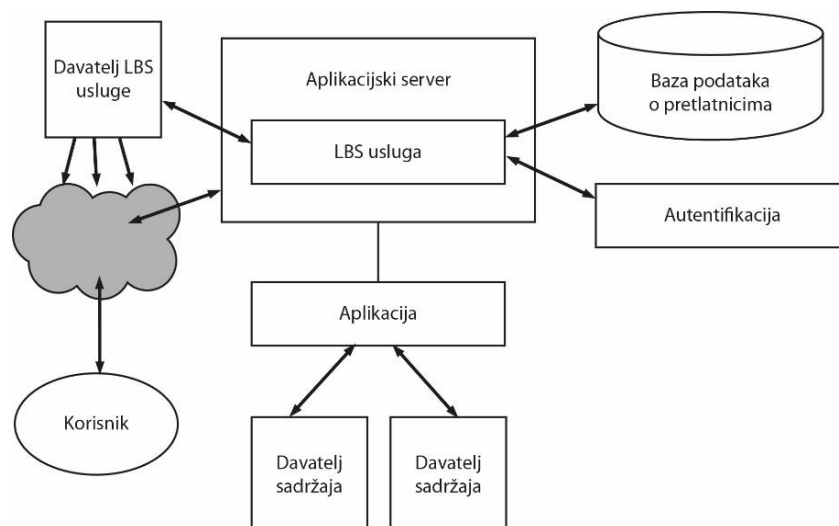 Davatelj LBS
usluge
Aplikacijski server
LBS usluga
Baza podataka
o pretlatnicima
Autentifikacija
Aplikacija
Korisnik
Davatelj
sadržaja
Davatelj
sadržaja